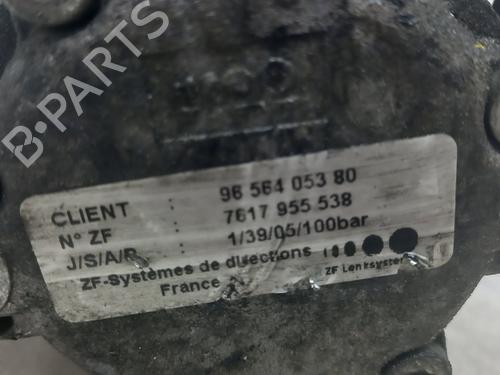 B-PARTS
CLIENT : 96 564 053 80
N° ZF : 7617 955 538
J/S/A/P : 1/39/05/100bar
ZF-Systèmes de directions
France
ZF Lenksysteme